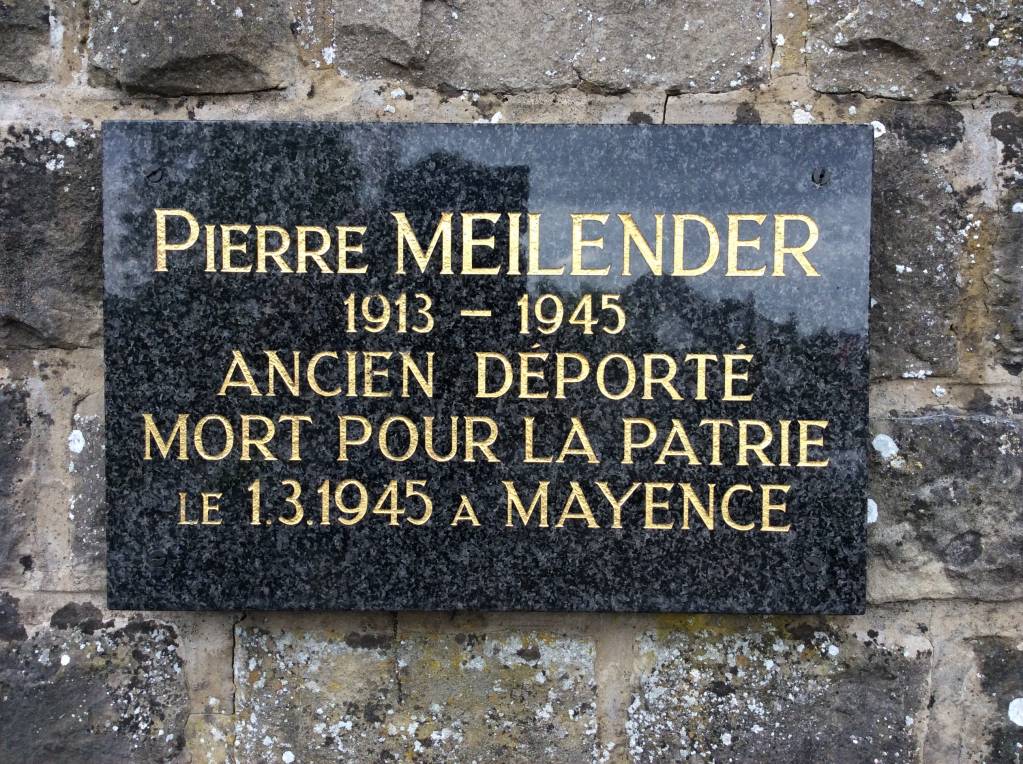 PIERRE MEILENDER
1913 – 1945
ANCIEN DÉPORTÉ
MORT POUR LA PATRIE
LE 1.3.1945 A MAYENCE